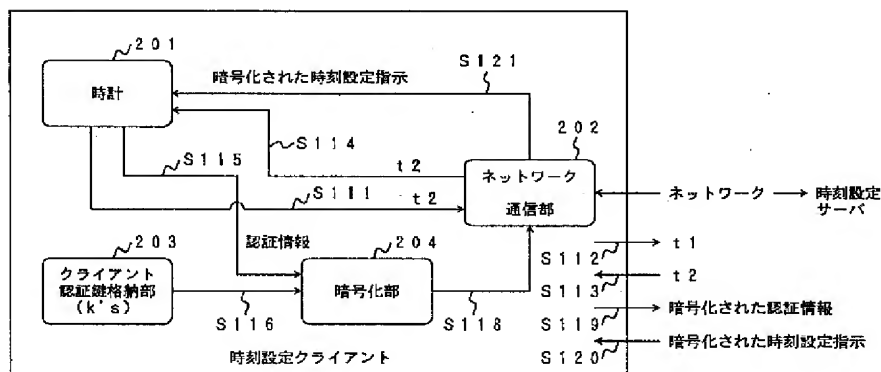 201
時計
暗号化された時刻設定指示
S121
S114
S115
t2
S111
t2
202
ネットワーク
通信部
ネットワーク
時刻設定
サーバ
203
クライアント
認証鍵格納部
(k's)
認証情報
204
暗号化部
S116
S118
S112
t1
S113
t2
S119
暗号化された認証情報
S120
暗号化された時刻設定指示
時刻設定クライアント